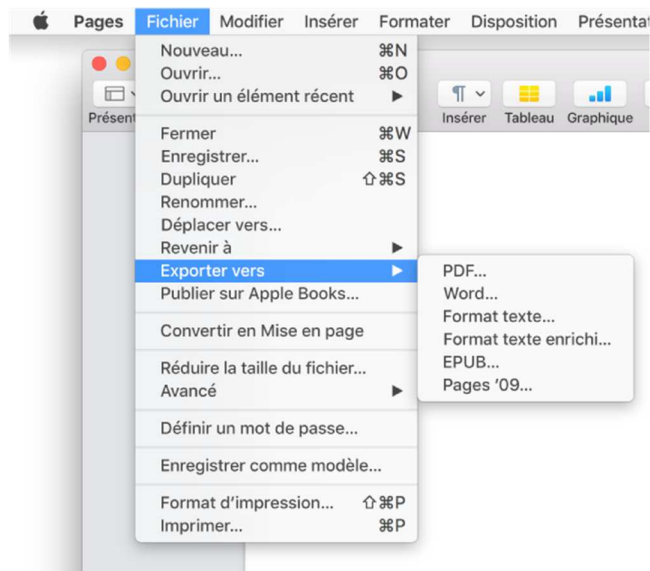 Pages Fichier Modifier Insérer Formater Disposition
Nouveau... ⌘N
Ouvrir... ⌘O
Ouvrir un élément récent ▶
Insérer Tableau Graphique
Fermer ⌘W
Enregistrer... ⌘S
Dupliquer ⇧⌘S
Renommer...
Déplacer vers...
Revenir à ▶
Exporter vers ▶
Publier sur Apple Books...
Convertir en Mise en page
Réduire la taille du fichier...
Avancé ▶
Définir un mot de passe...
Enregistrer comme modèle...
Format d’impression... ⇧⌘P
Imprimer... ⌘P
PDF...
Word...
Format texte...
Format texte enrichi...
EPUB...
Pages ’09...